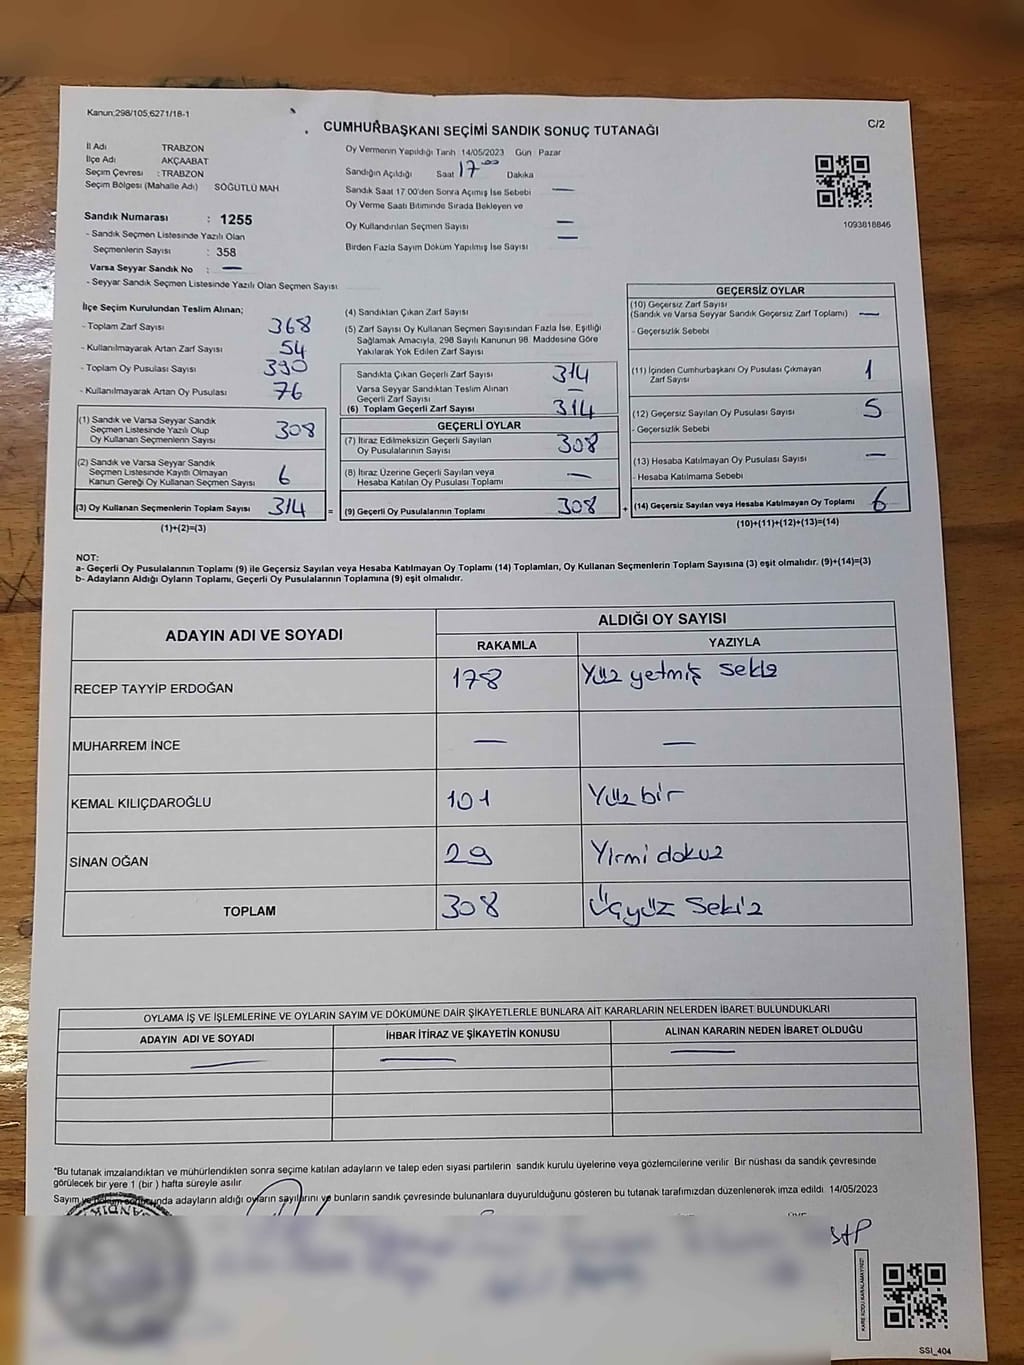 Kanun;298/105,6271/18-1
CUMHURBAŞKANI SEÇİMİ SANDIK SONUÇ TUTANAĞI
C/2
İl Adı TRABZON
İlçe Adı AKÇAABAT
Seçim Çevresi : TRABZON
Seçim Bölgesi (Mahalle Adı) SÖĞÜTLÜ MAH
Oy Vermenin Yapıldığı Tarih 14/05/2023 Gün Pazar
Sandığın Açıldığı Saat 17 00 Dakika
Sandık Saat 17 00'den Sonra Açımış İse Sebebi —
Oy Verme Saati Bitiminde Sırada Bekleyen ve
Oy Kullandırılan Seçmen Sayısı —
Birden Fazla Sayım Döküm Yapılmış İse Sayısı —
1093818846
Sandık Numarası : 1255
- Sandık Seçmen Listesinde Yazılı Olan
Seçmenlerin Sayısı : 358
Varsa Seyyar Sandık No : —
- Seyyar Sandık Seçmen Listesinde Yazılı Olan Seçmen Sayısı
İlçe Seçim Kurulundan Teslim Alınan;
- Toplam Zarf Sayısı 368
- Kullanılmayarak Artan Zarf Sayısı 54
- Toplam Oy Pusulası Sayısı 390
- Kullanılmayarak Artan Oy Pusulası 76
(1) Sandık ve Varsa Seyyar Sandık
Seçmen Listesinde Yazılı Olup
Oy Kullanan Seçmenlerin Sayısı 308
(2) Sandık ve Varsa Seyyar Sandık
Seçmen Listesinde Kayıtlı Olmayan
Kanun Gereği Oy Kullanan Seçmen Sayısı 6
(3) Oy Kullanan Seçmenlerin Toplam Sayısı 314 =
(1)+(2)=(3)
(4) Sandıktan Çıkan Zarf Sayısı
(5) Zarf Sayısı Oy Kullanan Seçmen Sayısından Fazla İse, Eşitliği
Sağlamak Amacıyla, 298 Sayılı Kanunun 98. Maddesine Göre
Yakılarak Yok Edilen Zarf Sayısı
Sandıkta Çıkan Geçerli Zarf Sayısı 314
Varsa Seyyar Sandıktan Teslim Alınan
Geçerli Zarf Sayısı —
(6) Toplam Geçerli Zarf Sayısı 314
GEÇERLİ OYLAR
(7) İtiraz Edilmeksizin Geçerli Sayılan
Oy Pusulalarının Sayısı 308
(8) İtiraz Üzerine Geçerli Sayılan veya
Hesaba Katılan Oy Pusulası Toplamı —
(9) Geçerli Oy Pusulalarının Toplamı 308 +
GEÇERSİZ OYLAR
(10) Geçersiz Zarf Sayısı
(Sandık ve Varsa Seyyar Sandık Geçersiz Zarf Toplamı) —
- Geçersizlik Sebebi
(11) İçinden Cumhurbaşkanı Oy Pusulası Çıkmayan
Zarf Sayısı 1
(12) Geçersiz Sayılan Oy Pusulası Sayısı 5
- Geçersizlik Sebebi
(13) Hesaba Katılmayan Oy Pusulası Sayısı —
- Hesaba Katılmama Sebebi
(14) Geçersiz Sayılan veya Hesaba Katılmayan Oy Toplamı 6
(10)+(11)+(12)+(13)=(14)
NOT:
a- Geçerli Oy Pusulalarının Toplamı (9) ile Geçersiz Sayılan veya Hesaba Katılmayan Oy Toplamı (14) Toplamları, Oy Kullanan Seçmenlerin Toplam Sayısına (3) eşit olmalıdır. (9)+(14)=(3)
b- Adayların Aldığı Oyların Toplamı, Geçerli Oy Pusulalarının Toplamına (9) eşit olmalıdır.
ADAYIN ADI VE SOYADI ALDIĞI OY SAYISI
RAKAMLA YAZIYLA
RECEP TAYYİP ERDOĞAN 178 Yüz yetmiş sekiz
MUHARREM İNCE — —
KEMAL KILIÇDAROĞLU 101 Yüz bir
SİNAN OĞAN 29 Yirmi dokuz
TOPLAM 308 Üçyüz Sekiz
OYLAMA İŞ VE İŞLEMLERİNE VE OYLARIN SAYIM VE DÖKÜMÜNE DAİR ŞİKAYETLERLE BUNLARA AİT KARARLARIN NELERDEN İBARET BULUNDUKLARI
ADAYIN ADI VE SOYADI İHBAR İTİRAZ VE ŞİKAYETİN KONUSU ALINAN KARARIN NEDEN İBARET OLDUĞU
— — —
*Bu tutanak imzalandıktan ve mühürlendikten sonra seçime katılan adayların ve talep eden siyasi partilerin sandık kurulu üyelerine veya gözlemcilerine verilir Bir nüshası da sandık çevresinde
görülecek bir yere 1 (bir ) hafta süreyle asılır
Sayım ve döküm sonucunda adayların aldığı oyların sayılarını ve bunların sandık çevresinde bulunanlara duyurulduğunu gösteren bu tutanak tarafımızdan düzenlenerek imza edildi 14/05/2023
SSİ_404